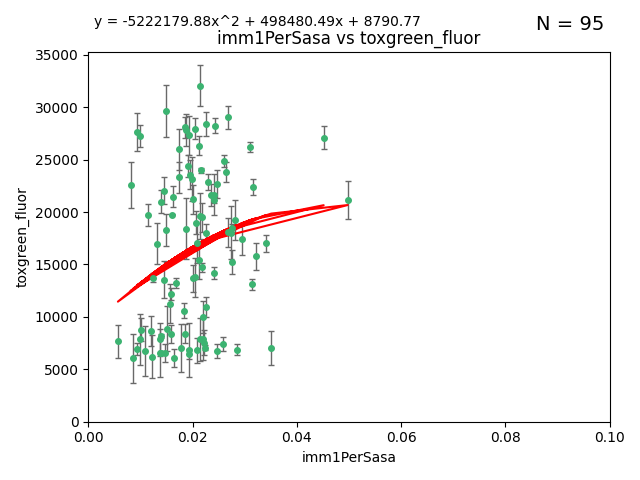 y = -5222179.88x^2 + 498480.49x + 8790.77
N = 95
imm1PerSasa vs toxgreen_fluor
35000
30000
25000
20000
15000
10000
5000
0
toxgreen_fluor
0.00 0.02 0.04 0.06 0.08 0.10
imm1PerSasa